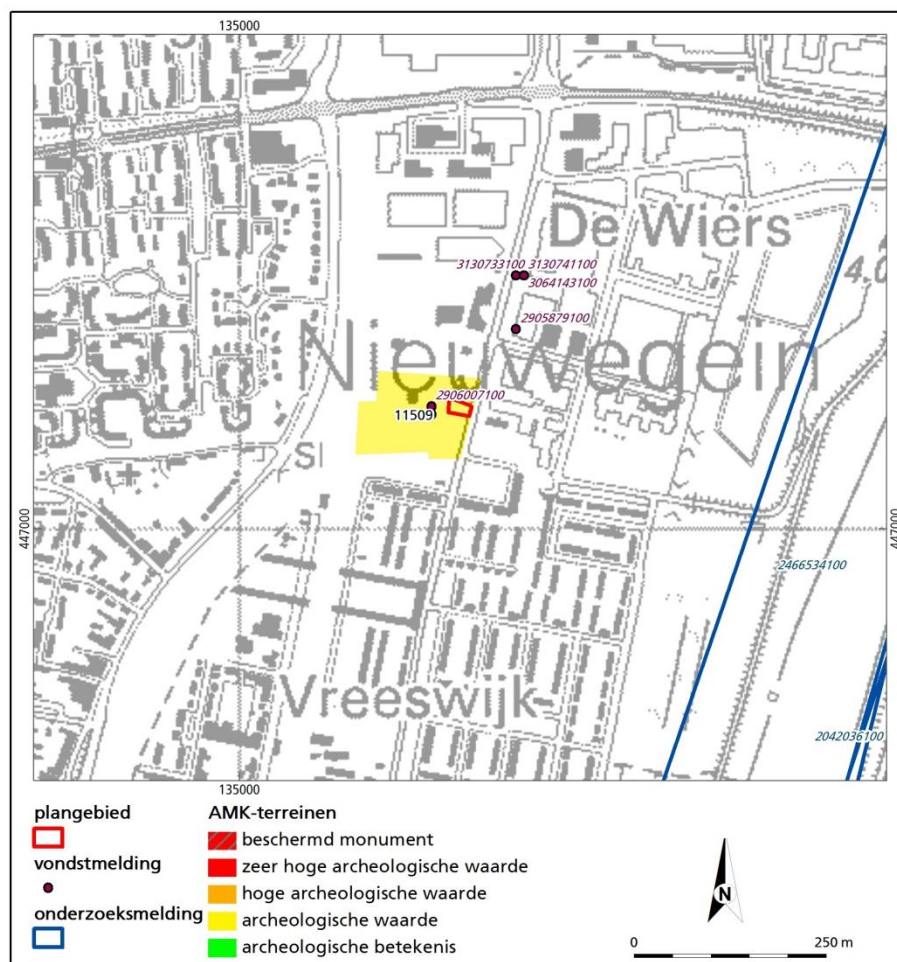 135000
De Wiers
4,0
3130733100 3130741100
3064143100
2905879100
Nieuwegein
2906007100
11509
SI
447000 447000
2466534100
Vreeswijk
2042036100
135000
plangebied
vondstmelding
onderzoeksmelding
AMK-terreinen
beschermd monument
zeer hoge archeologische waarde
hoge archeologische waarde
archeologische waarde
archeologische betekenis
N
0 250 m